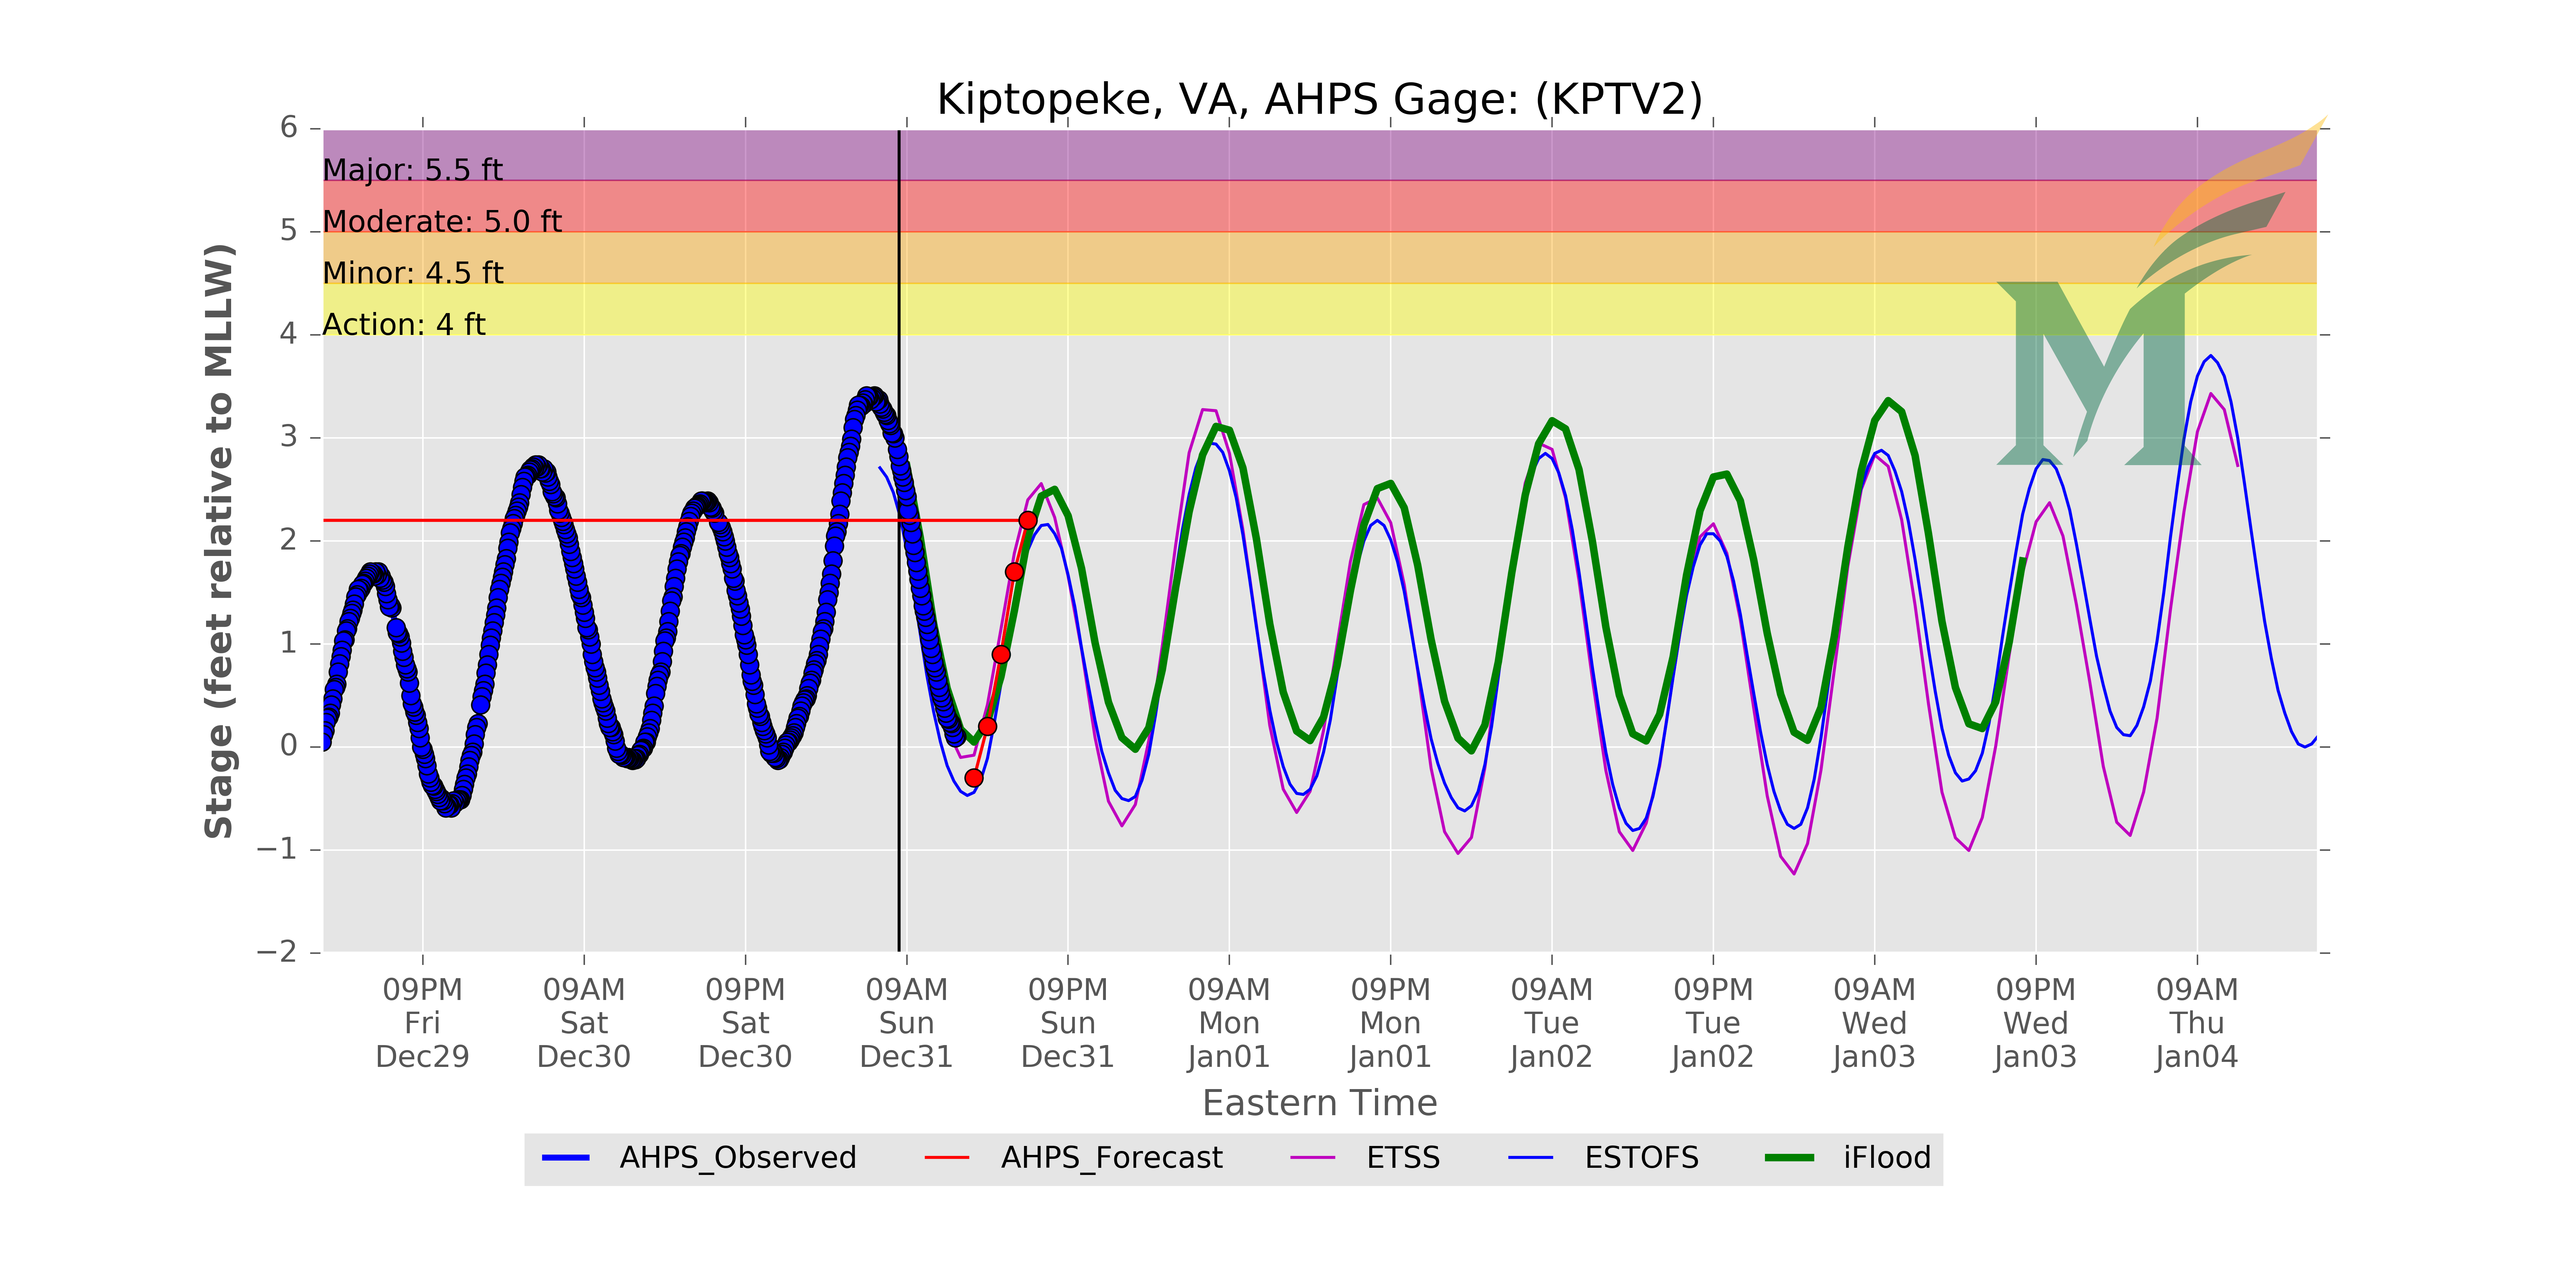 Kiptopeke, VA, AHPS Gage: (KPTV2)
6
5
4
3
2
1
0
−1
−2
Stage (feet relative to MLLW)
Major: 5.5 ft
Moderate: 5.0 ft
Minor: 4.5 ft
Action: 4 ft
M
09PM 09AM 09PM 09AM 09PM 09AM 09PM 09AM 09PM 09AM 09PM 09AM
Fri Sat Sat Sun Sun Mon Mon Tue Tue Wed Wed Thu
Dec29 Dec30 Dec30 Dec31 Dec31 Jan01 Jan01 Jan02 Jan02 Jan03 Jan03 Jan04
Eastern Time
AHPS_Observed AHPS_Forecast ETSS ESTOFS iFlood